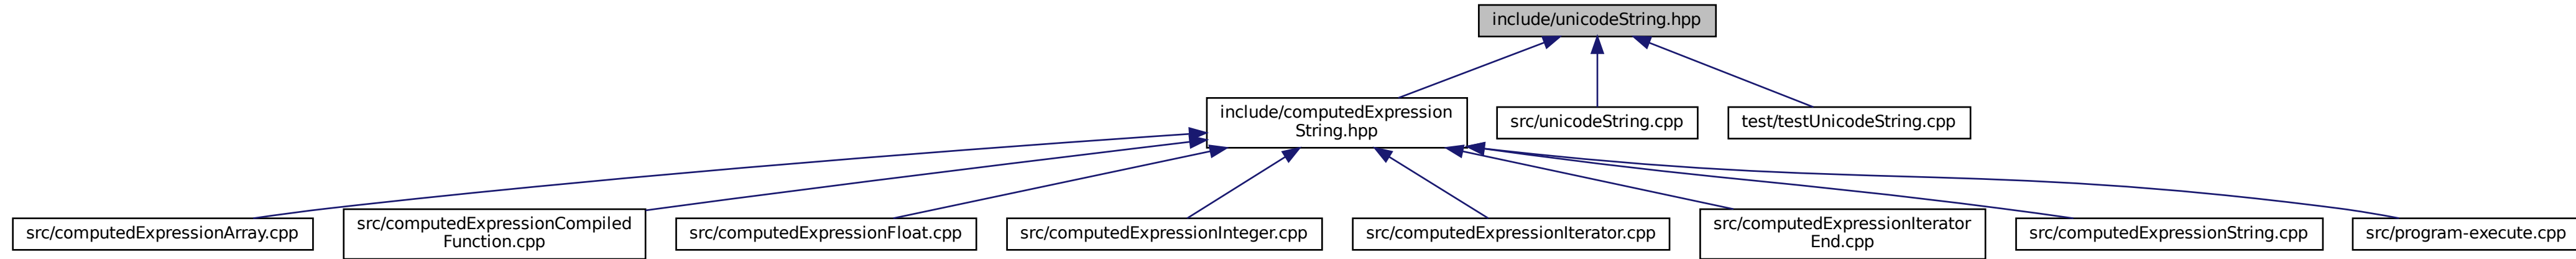 include/unicodeString.hpp
include/computedExpression
String.hpp
src/unicodeString.cpp
test/testUnicodeString.cpp
src/computedExpressionArray.cpp
src/computedExpressionCompiled
Function.cpp
src/computedExpressionFloat.cpp
src/computedExpressionInteger.cpp
src/computedExpressionIterator.cpp
src/computedExpressionIterator
End.cpp
src/computedExpressionString.cpp
src/program-execute.cpp